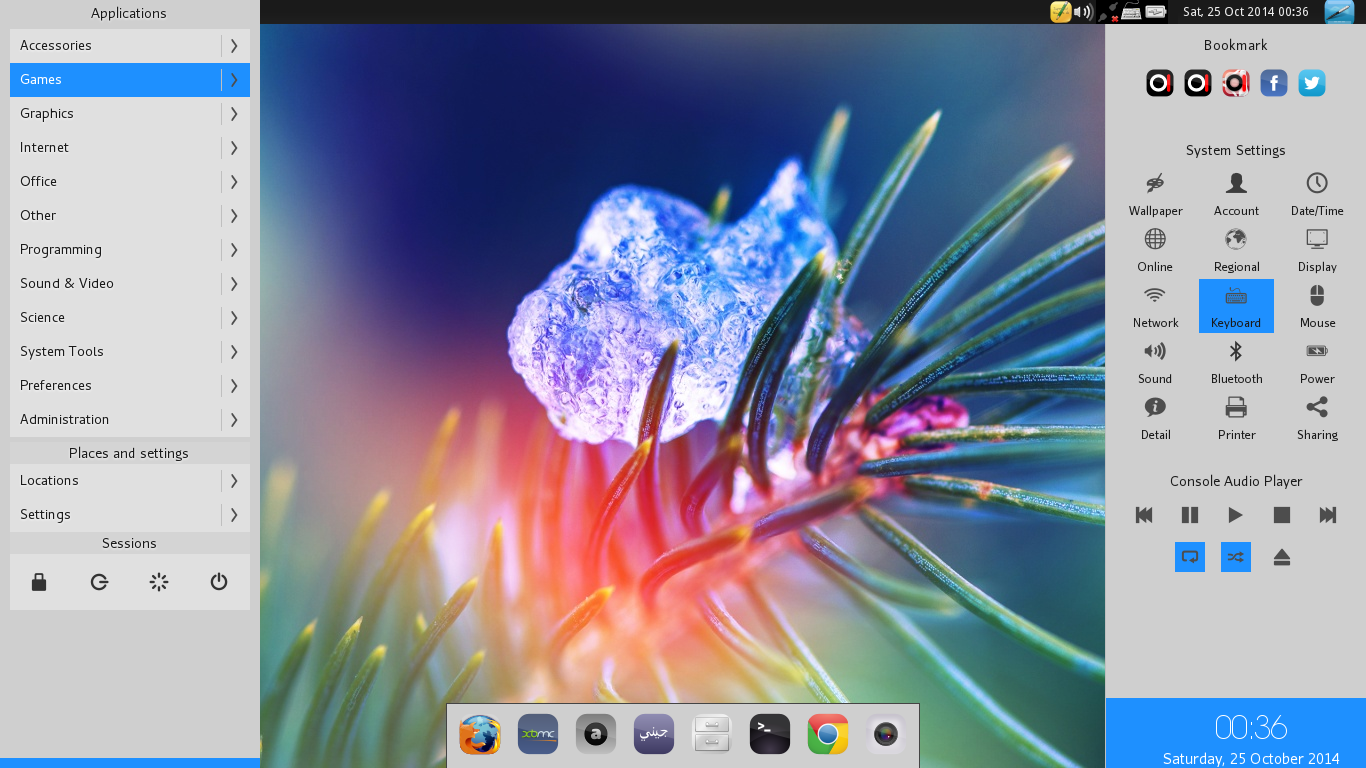 Applications
Accessories
Games
Graphics
Internet
Office
Other
Programming
Sound & Video
Science
System Tools
Preferences
Administration
Places and settings
Locations
Settings
Sessions
Sat, 25 Oct 2014 00:36
Bookmark
System Settings
Wallpaper Account Date/Time
Online Regional Display
Network Keyboard Mouse
Sound Bluetooth Power
Detail Printer Sharing
Console Audio Player
00:36
Saturday, 25 October 2014
xbmc
a
جيني
>_